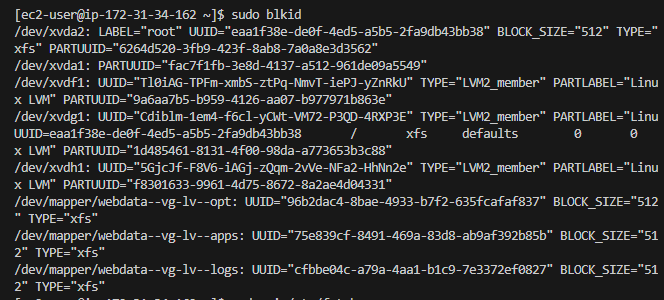 [ec2-user@ip-172-31-34-162 ~]$ sudo blkid
/dev/xvda2: LABEL="root" UUID="eaa1f38e-de0f-4ed5-a5b5-2fa9db43bb38" BLOCK_SIZE="512" TYPE="
xfs" PARTUUID="6264d520-3fb9-423f-8ab8-7a0a8e3d3562"
/dev/xvda1: PARTUUID="fac7f1fb-3e8d-4137-a512-961de09a5549"
/dev/xvdf1: UUID="Tl0iAG-TPFm-xmbS-ztPq-NmvT-iePJ-yZnRkU" TYPE="LVM2_member" PARTLABEL="Linu
x LVM" PARTUUID="9a6aa7b5-b959-4126-aa07-b977971b863e"
/dev/xvdg1: UUID="Cdiblm-1em4-f6cl-yCWt-VM72-P3QD-4RXP3E" TYPE="LVM2_member" PARTLABEL="Linu
UUID=eaa1f38e-de0f-4ed5-a5b5-2fa9db43bb38 / xfs defaults 0 0
x LVM" PARTUUID="1d485461-8131-4f00-98da-a773653b3c88"
/dev/xvdh1: UUID="5GjcJf-F8V6-iAGj-zQqm-2vVe-NFa2-HhNn2e" TYPE="LVM2_member" PARTLABEL="Linu
x LVM" PARTUUID="f8301633-9961-4d75-8672-8a2ae4d04331"
/dev/mapper/webdata--vg-lv--opt: UUID="96b2dac4-8bae-4933-b7f2-635fcafaf837" BLOCK_SIZE="512
" TYPE="xfs"
/dev/mapper/webdata--vg-lv--apps: UUID="75e839cf-8491-469a-83d8-ab9af392b85b" BLOCK_SIZE="51
2" TYPE="xfs"
/dev/mapper/webdata--vg-lv--logs: UUID="cfbbe04c-a79a-4aa1-b1c9-7e3372ef0827" BLOCK_SIZE="51
2" TYPE="xfs"